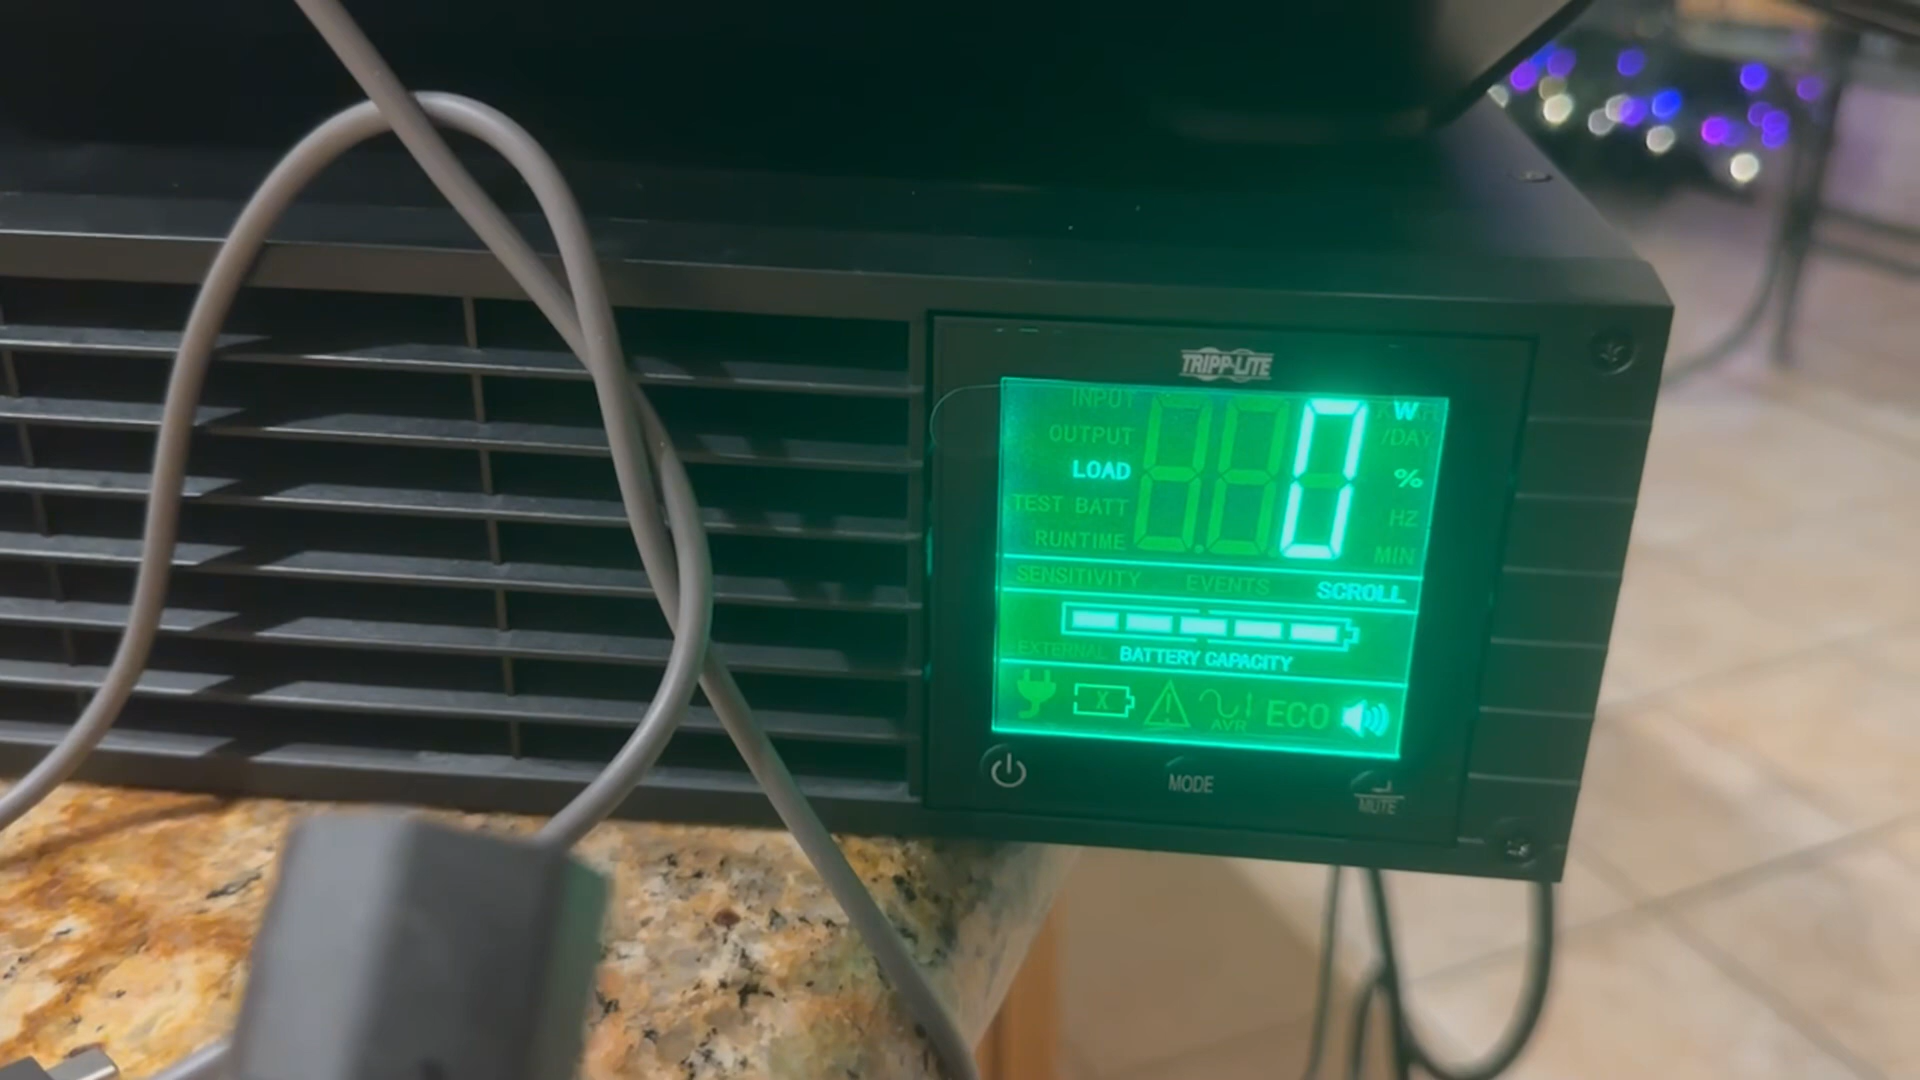 TRIPP·LITE
INPUT
OUTPUT
LOAD
TEST BATT
RUNTIME
0
W
/DAY
%
HZ
MIN
SENSITIVITY EVENTS SCROLL
EXTERNAL BATTERY CAPACITY
X AVR ECO
MODE
MUTE